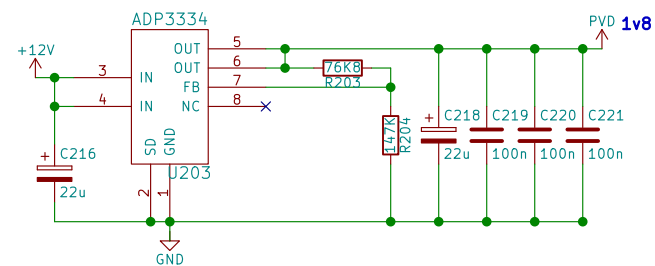 ADP3334
PVD 1v8
+12V
OUT 5
3 IN
OUT 6
76K8
R203
FB 7
4 IN
NC 8
SD
GND
2
1
U203
C216
22u
147K
R204
C218
22u
C219
100n
C220
100n
C221
100n
GND